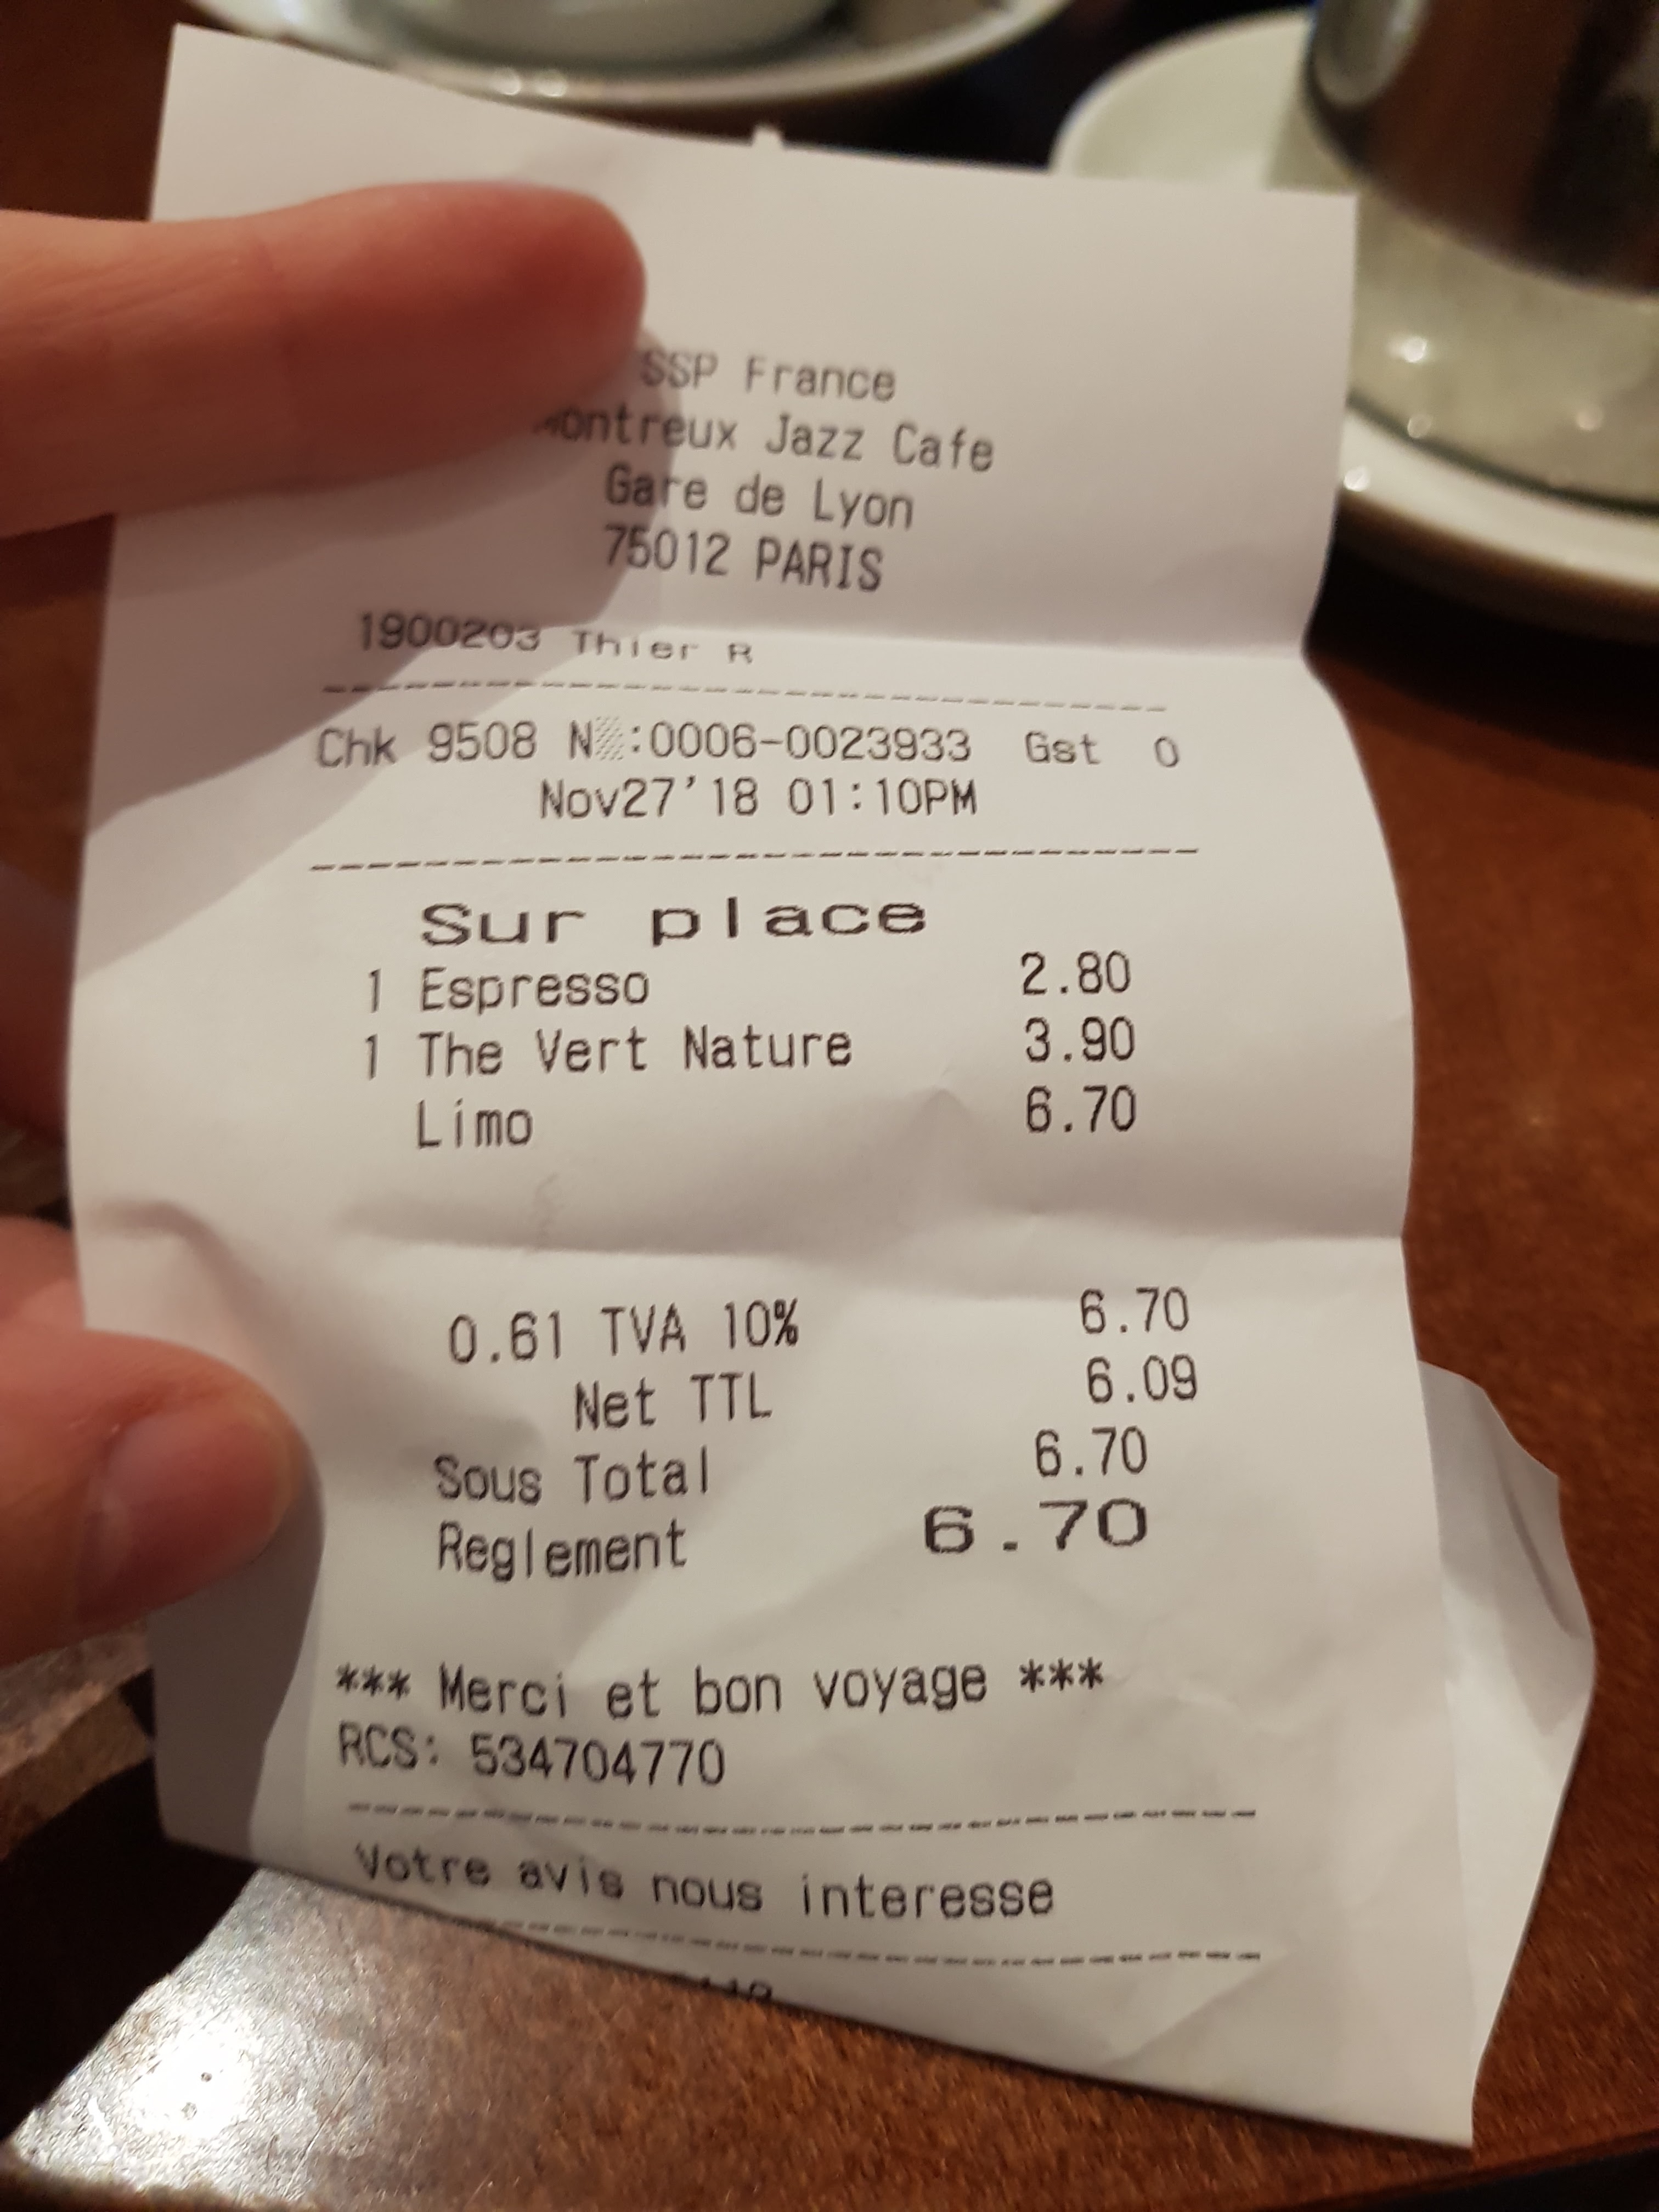 SSP France
Montreux Jazz Cafe
Gare de Lyon
75012 PARIS
1900203 Thier R
Chk 9508 N▒:0006-0023933 Gst 0
Nov27'18 01:10PM
Sur place
1 Espresso 2.80
1 The Vert Nature 3.90
Limo 6.70
0.61 TVA 10% 6.70
Net TTL 6.09
Sous Total 6.70
Reglement 6.70
*** Merci et bon voyage ***
RCS: 534704770
Votre avis nous interesse